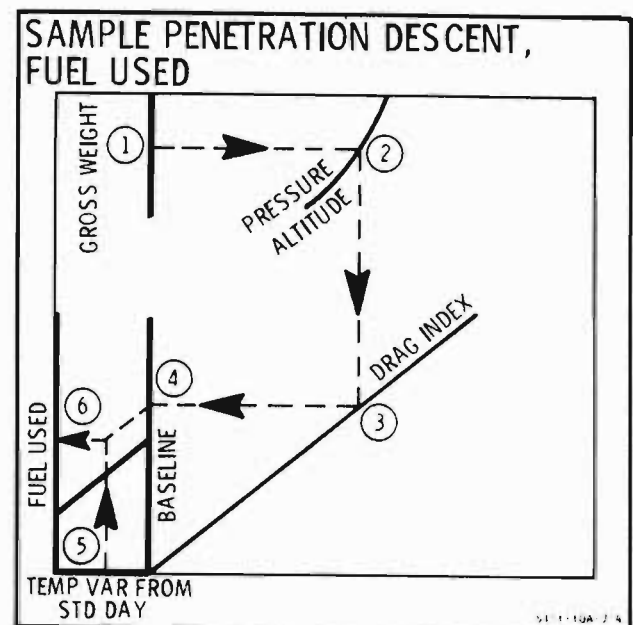 SAMPLE PENETRATION DESCENT,
FUEL USED
GROSS WEIGHT
1
2
PRESSURE
ALTITUDE
DRAG INDEX
3
4
BASELINE
6
FUEL USED
5
TEMP VAR FROM
STD DAY